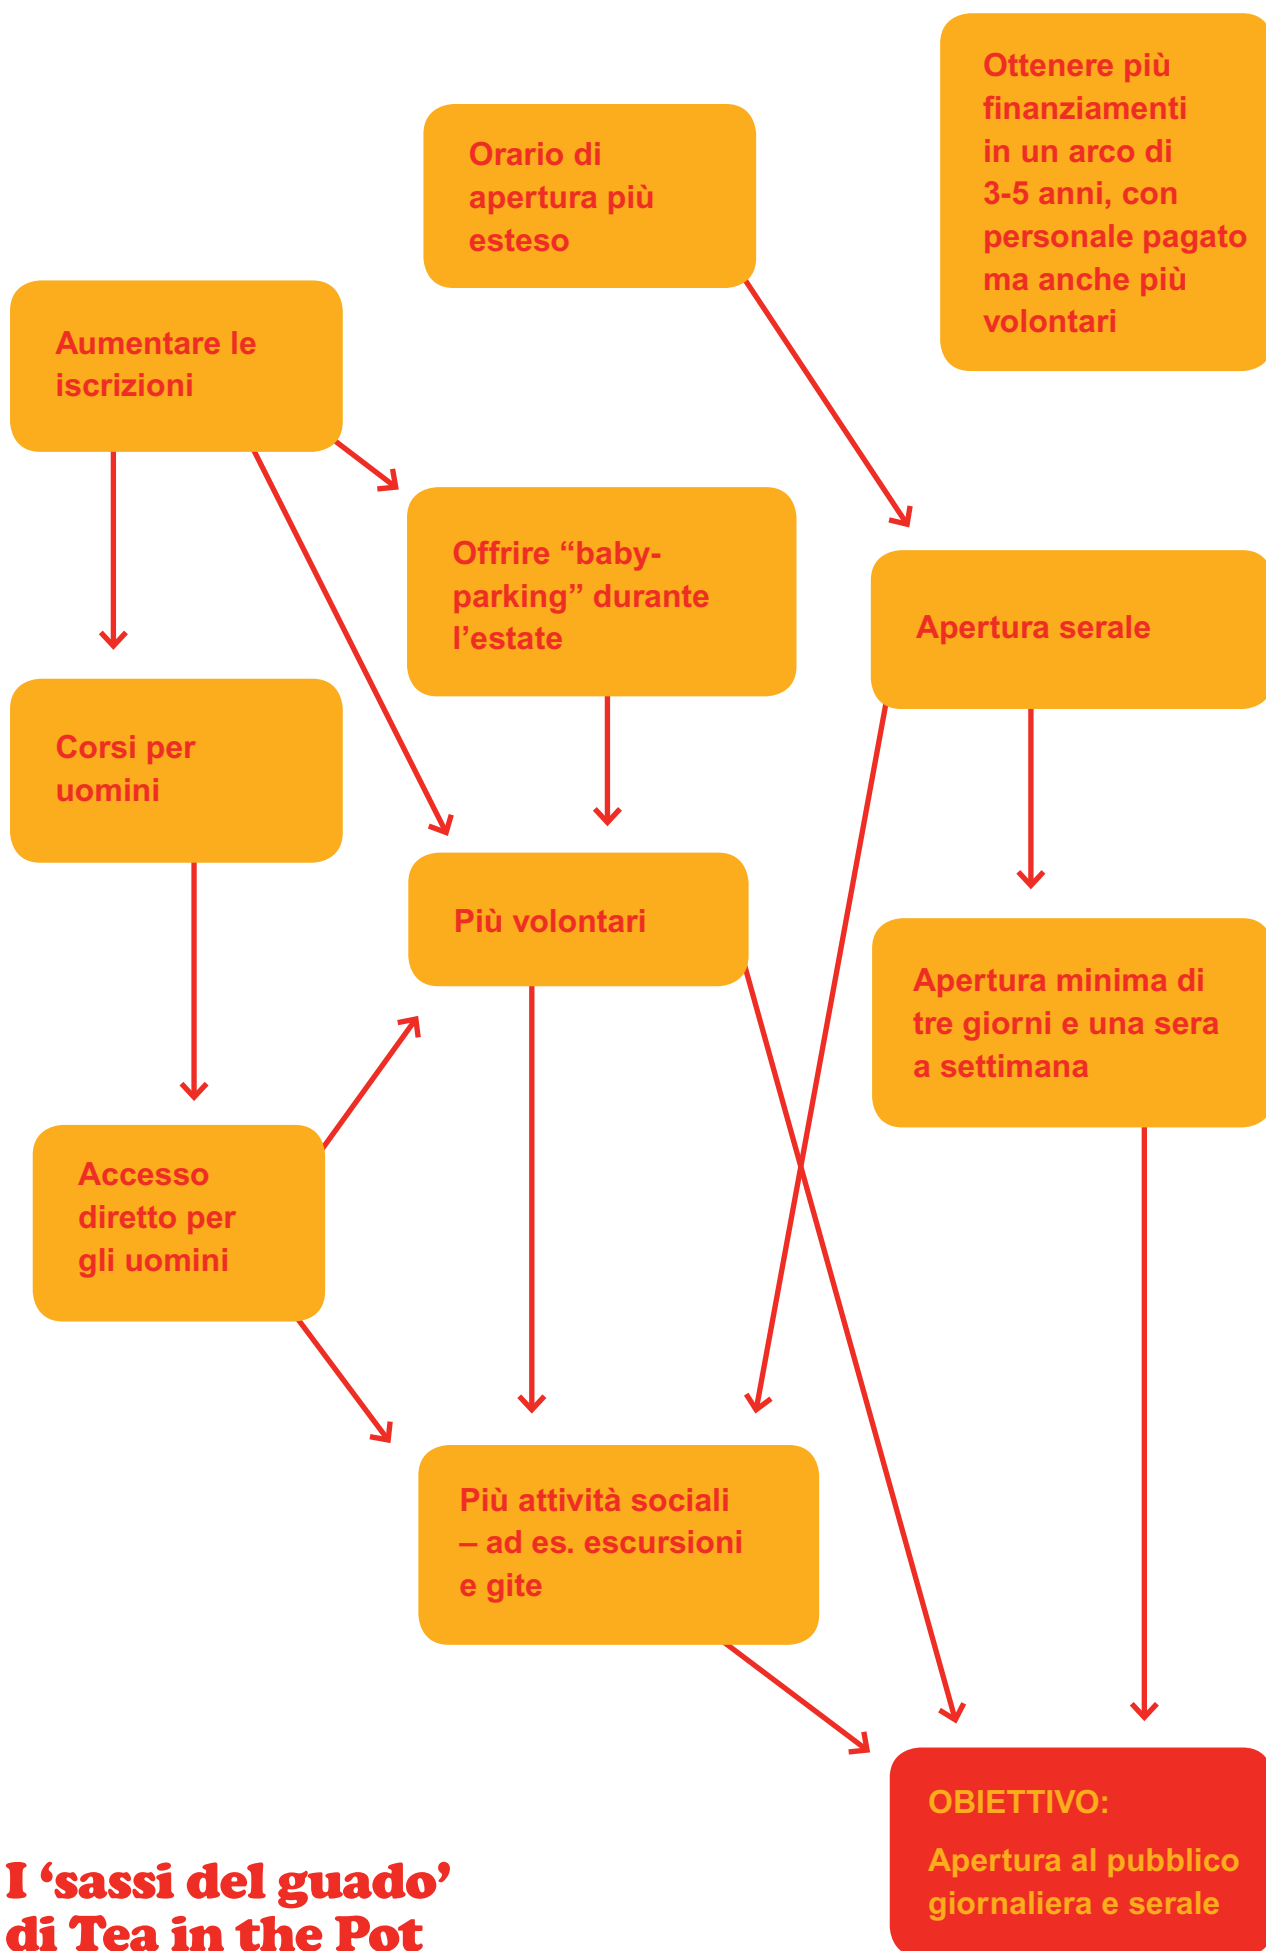 Ottenere più
finanziamenti
in un arco di
3-5 anni, con
personale pagato
ma anche più
volontari
Orario di
apertura più
esteso
Aumentare le
iscrizioni
Offrire “baby-
parking” durante
l’estate
Apertura serale
Corsi per
uomini
Più volontari
Apertura minima di
tre giorni e una sera
a settimana
Accesso
diretto per
gli uomini
Più attività sociali
– ad es. escursioni
e gite
OBIETTIVO:
Apertura al pubblico
giornaliera e serale
I ‘sassi del guado’
di Tea in the Pot